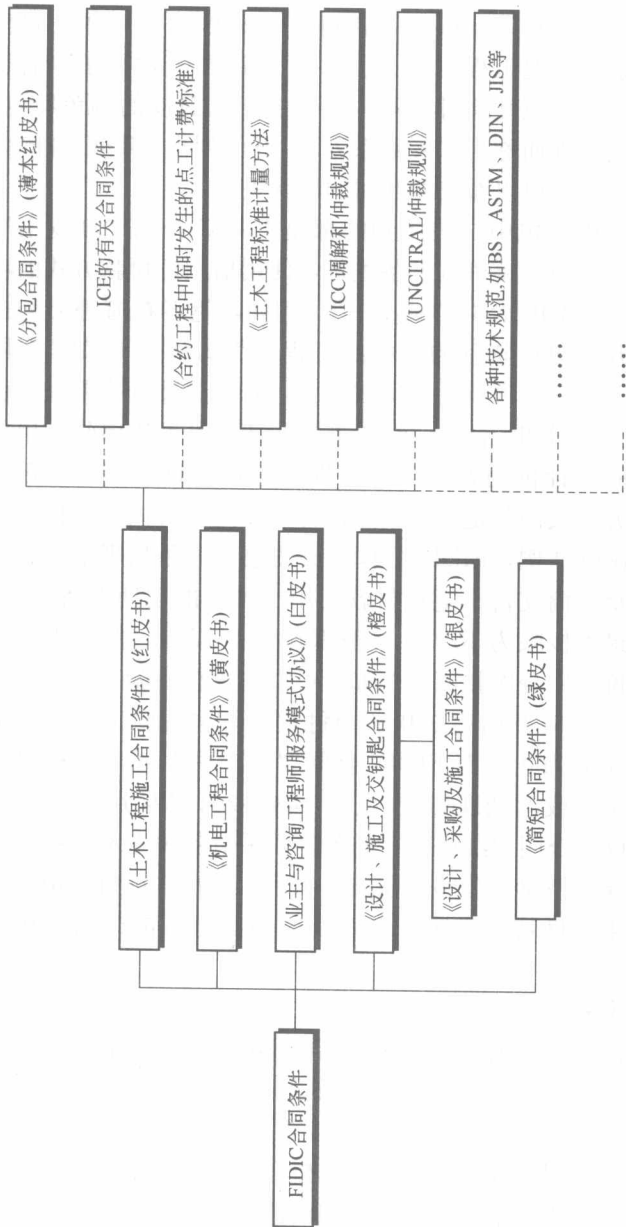 FIDIC合同条件
《土木工程施工合同条件》(红皮书)
《机电工程合同条件》(黄皮书)
《业主与咨询工程师服务模式协议》(白皮书)
《设计、施工及交钥匙合同条件》(橙皮书)
《设计、采购及施工合同条件》(银皮书)
《简短合同条件》(绿皮书)
《分包合同条件》(薄本红皮书)
ICE的有关合同条件
《合约工程中临时发生的点工计费标准》
《土木工程标准计量方法》
《ICC调解和仲裁规则》
《UNCITRAL仲裁规则》
各种技术规范,如BS、ASTM、DIN、JIS等
……
……